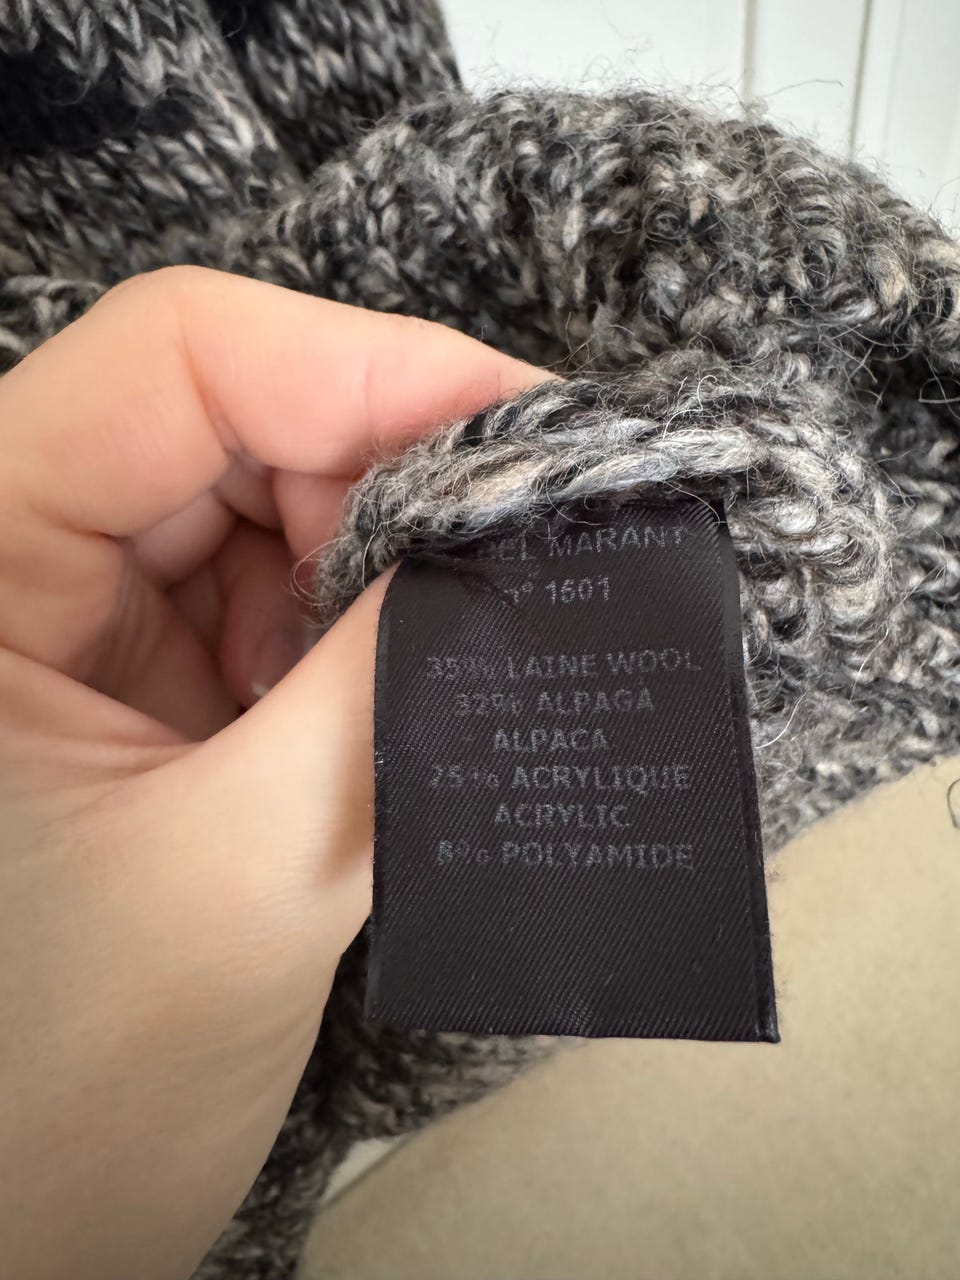 MARANT
1601
35% LAINE WOOL
32% ALPAGA
ALPACA
25% ACRYLIQUE
ACRYLIC
8% POLYAMIDE